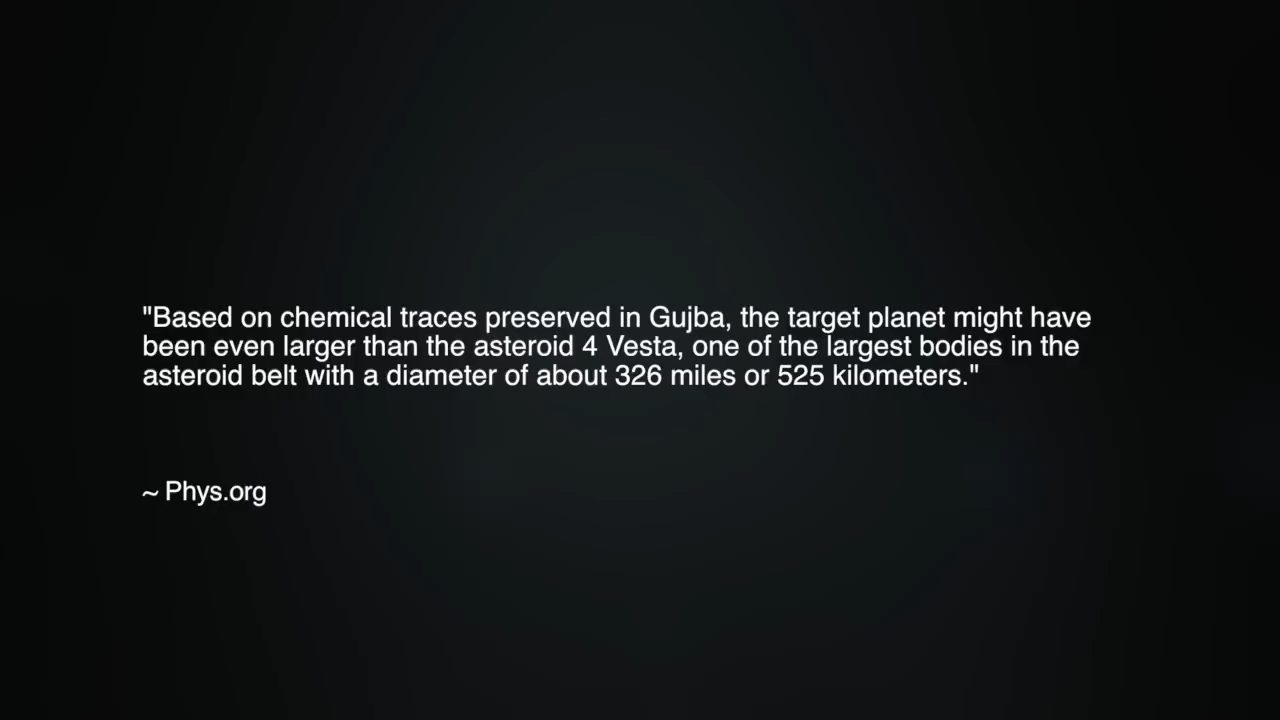 "Based on chemical traces preserved in Gujba, the target planet might have
been even larger than the asteroid 4 Vesta, one of the largest bodies in the
asteroid belt with a diameter of about 326 miles or 525 kilometers."
~ Phys.org